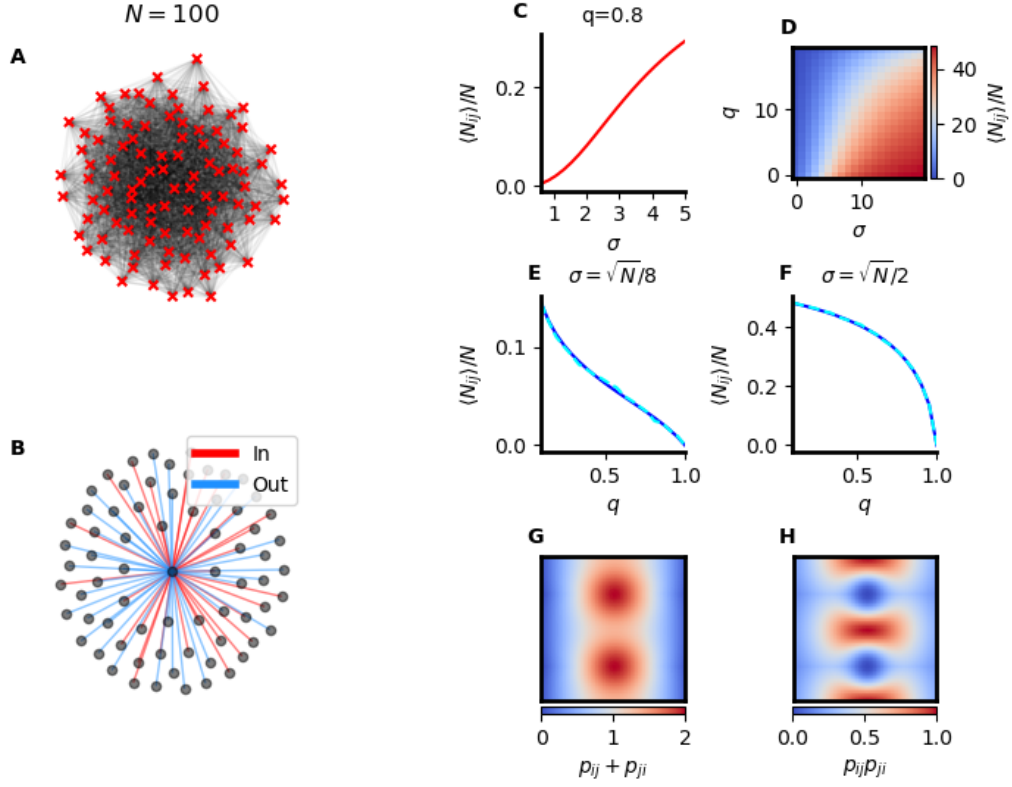 N = 100
A
B
In
Out
C
q=0.8
⟨N_ij⟩/N
0.2
0.0
1 2 3 4 5
σ
D
q
10
0
0 10
σ
40
20
0
⟨N_ij⟩/N
E
σ = √N/8
⟨N_ij⟩/N
0.1
0.0
0.5 1.0
q
F
σ = √N/2
⟨N_ij⟩/N
0.4
0.2
0.0
0.5 1.0
q
G
0 1 2
p_ij + p_ji
H
0.0 0.5 1.0
p_ij p_ji